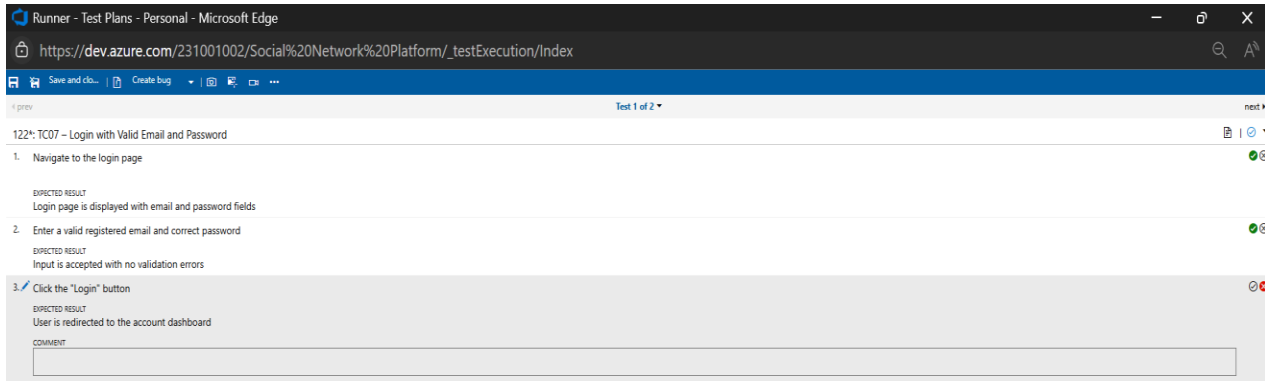 Runner - Test Plans - Personal - Microsoft Edge
https://dev.azure.com/231001002/Social%20Network%20Platform/_testExecution/Index
Save and clo... Create bug
prev Test 1 of 2 next
122*: TC07 – Login with Valid Email and Password
1. Navigate to the login page
EXPECTED RESULT
Login page is displayed with email and password fields
2. Enter a valid registered email and correct password
EXPECTED RESULT
Input is accepted with no validation errors
3. Click the "Login" button
EXPECTED RESULT
User is redirected to the account dashboard
COMMENT